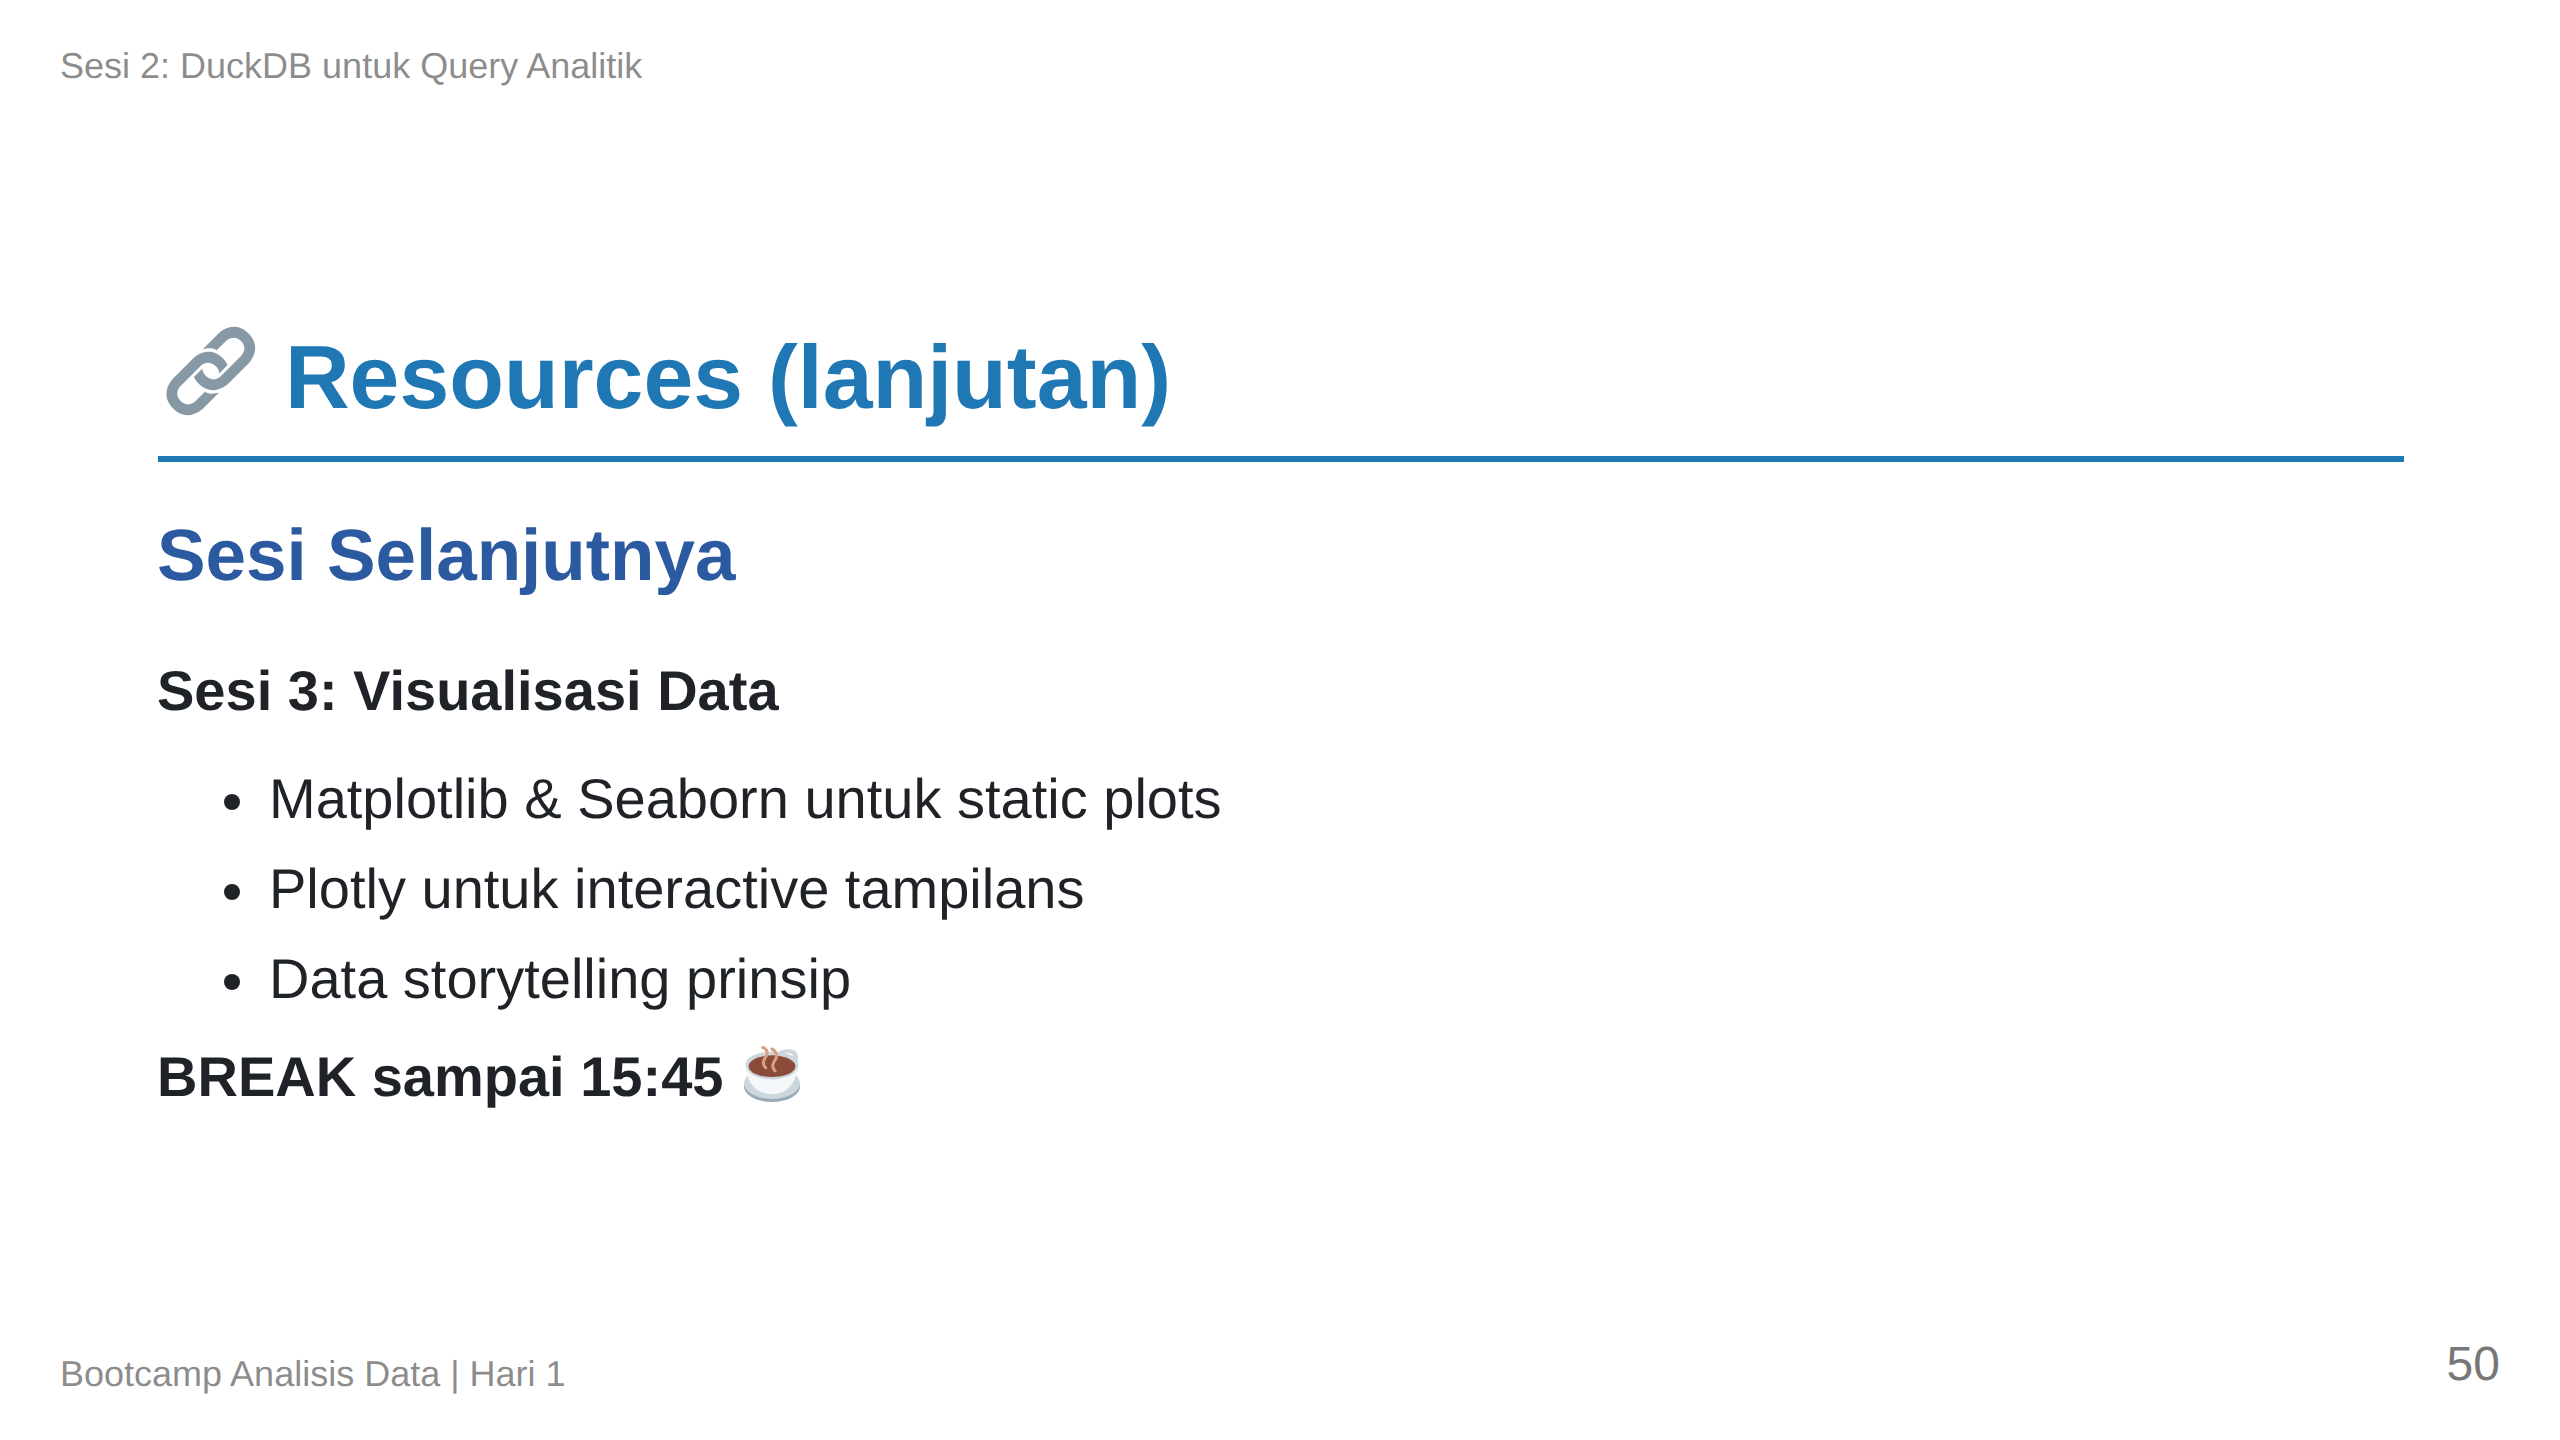 Sesi 2: DuckDB untuk Query Analitik
🔗 Resources (lanjutan)
Sesi Selanjutnya
Sesi 3: Visualisasi Data
• Matplotlib & Seaborn untuk static plots
• Plotly untuk interactive tampilans
• Data storytelling prinsip
BREAK sampai 15:45 ☕
Bootcamp Analisis Data | Hari 1
50